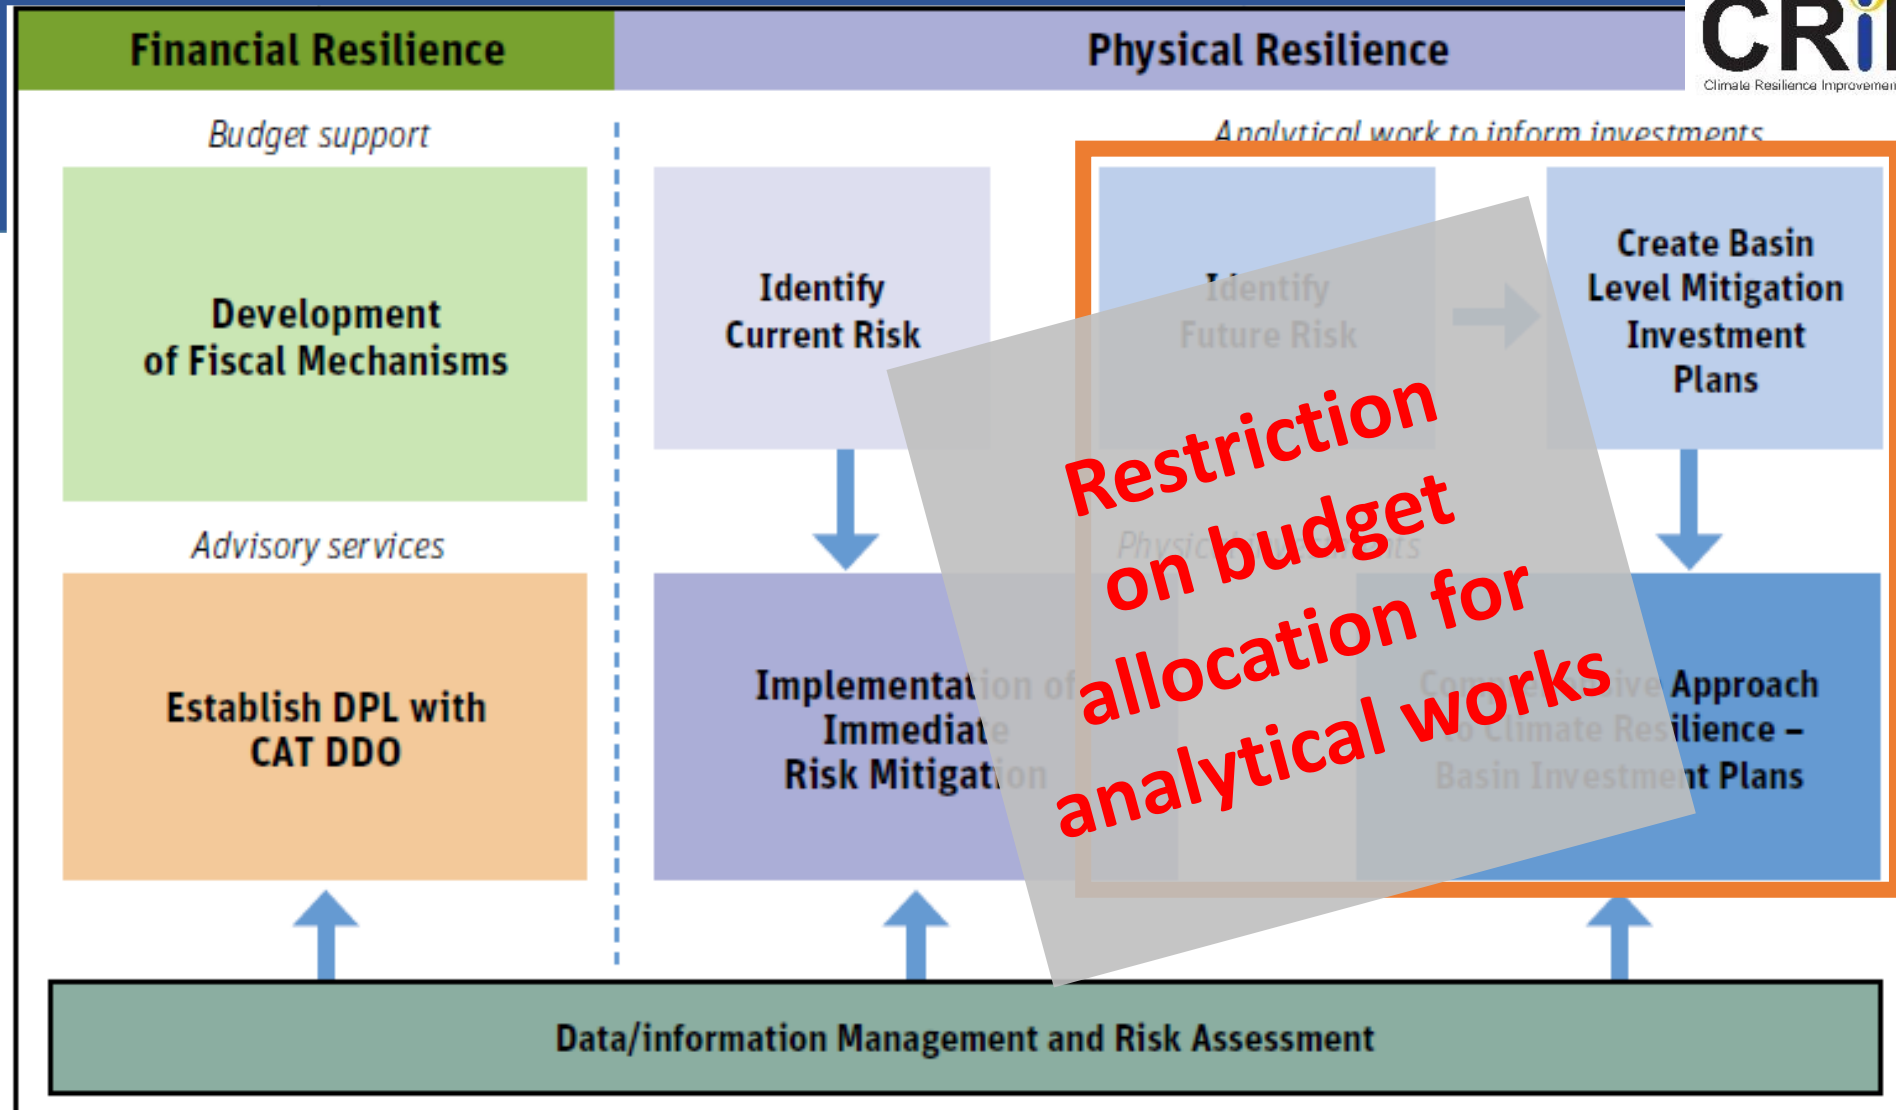 Financial Resilience
Physical Resilience
CRi
Climate Resilience Improvemen
Budget support
Analytical work to inform investments
Development
of Fiscal Mechanisms
Identify
Current Risk
Identify
Future Risk
Create Basin
Level Mitigation
Investment
Plans
Restriction
on budget
allocation for
analytical works
Advisory services
Physical Investments
Establish DPL with
CAT DDO
Implementation of
Immediate
Risk Mitigation
Comprehensive Approach
to Climate Resilience –
Basin Investment Plans
Data/information Management and Risk Assessment